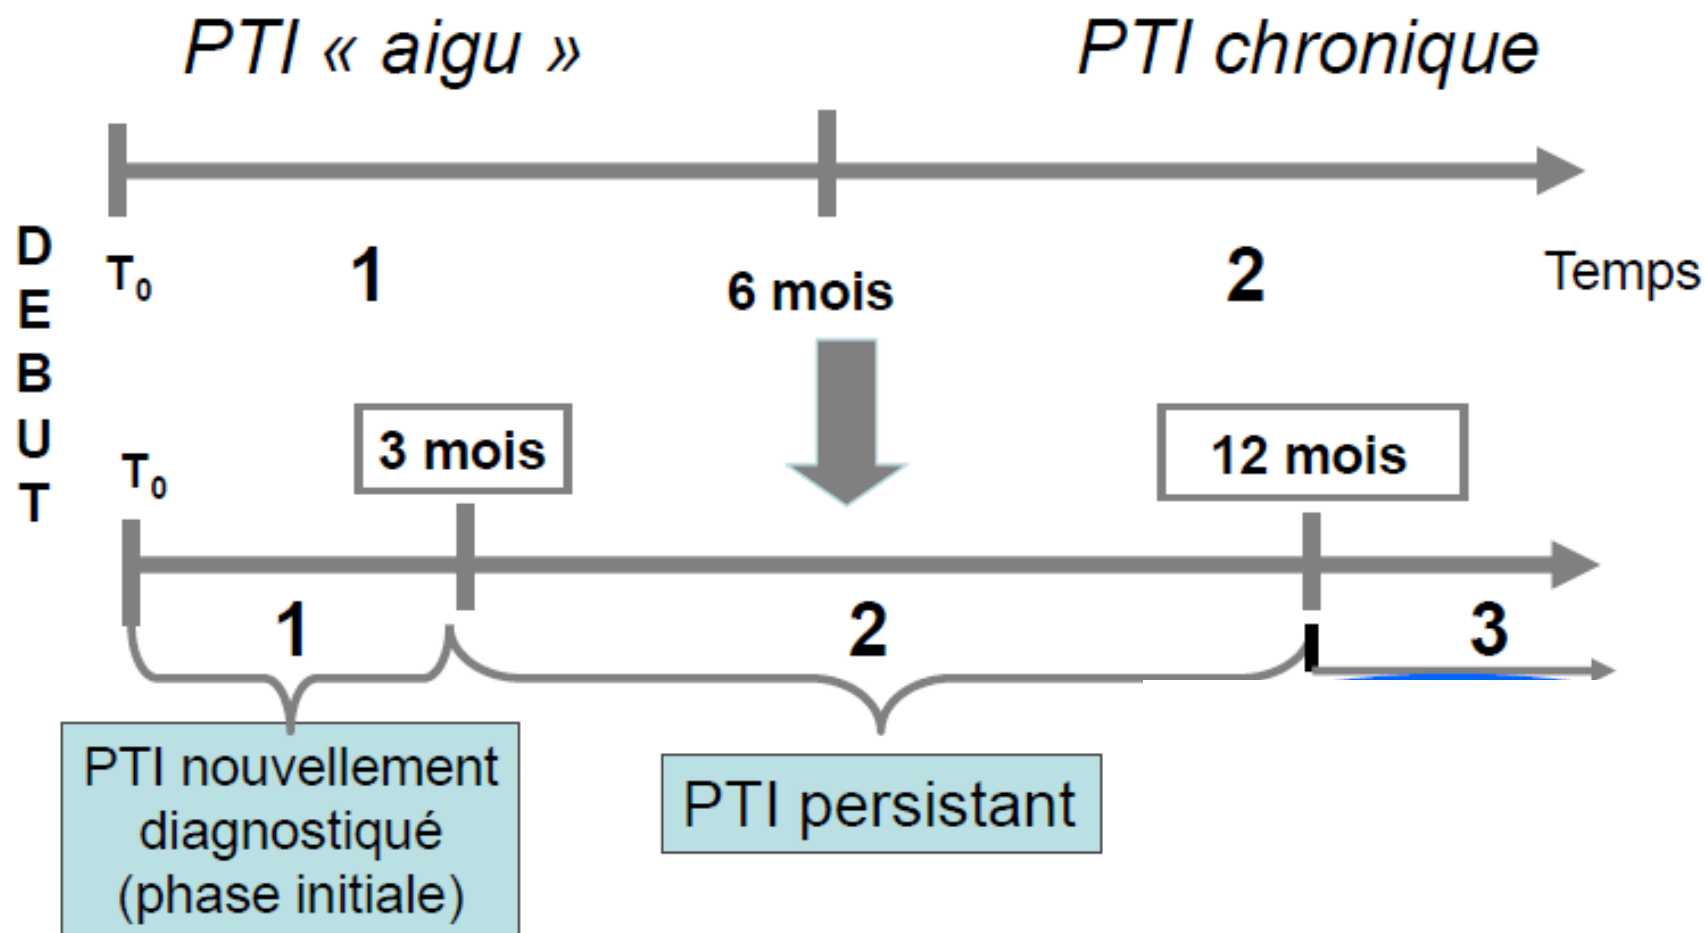 PTI « aigu »
PTI chronique
DEBUT
T₀
1
6 mois
2
Temps
T₀
3 mois
12 mois
1
2
3
PTI nouvellement
diagnostiqué
(phase initiale)
PTI persistant